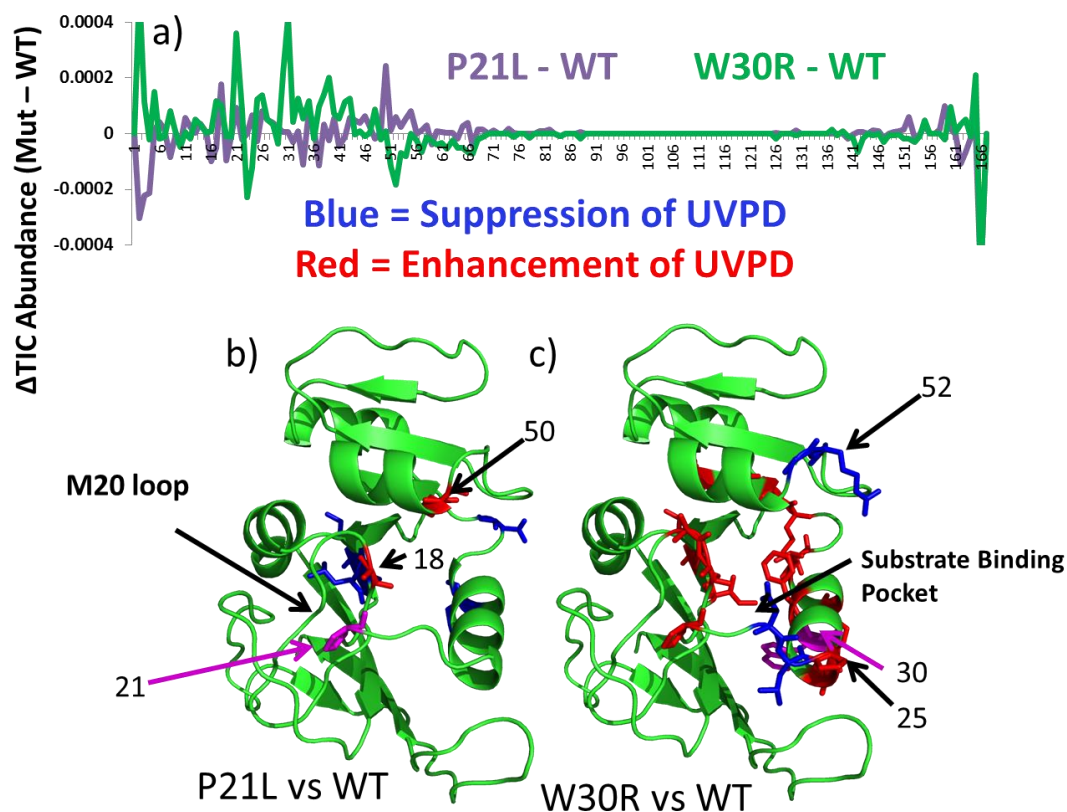 a)
P21L - WT
W30R - WT
ΔTIC Abundance (Mut – WT)
0.0004
0.0002
0
-0.0002
-0.0004
1 6 11 16 21 26 31 36 41 46 51 56 61 66 71 76 81 86 91 96 101 106 111 116 121 126 131 136 141 146 151 156 161 166
Blue = Suppression of UVPD
Red = Enhancement of UVPD
b)
c)
52
50
M20 loop
18
Substrate Binding
Pocket
21
30
25
P21L vs WT
W30R vs WT